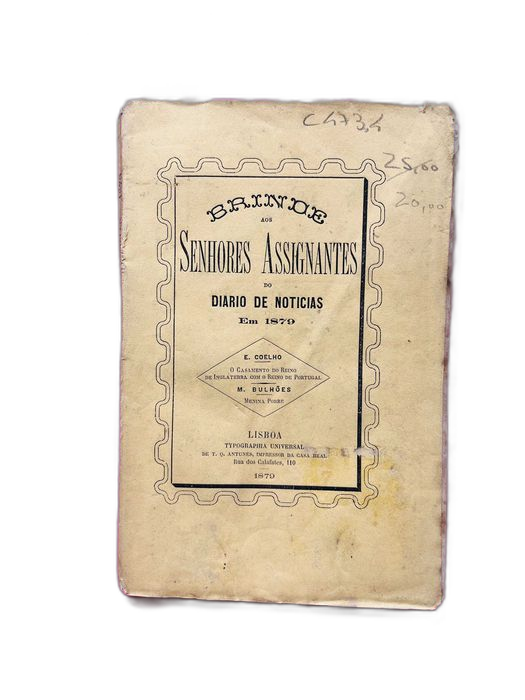 C473,4
25,00
20,00
BRINDE
AOS
SENHORES ASSIGNANTES
DO
DIARIO DE NOTICIAS
Em 1879
E. COELHO
O CASAMENTO DO REINO
DE INGLATERRA COM O REINO DE PORTUGAL
M. BULHÕES
MENINA POBRE
LISBOA
TYPOGRAPHIA UNIVERSAL
DE T. Q. ANTUNES, IMPRESSOR DA CASA REAL
Rua dos Calafates, 110
1879